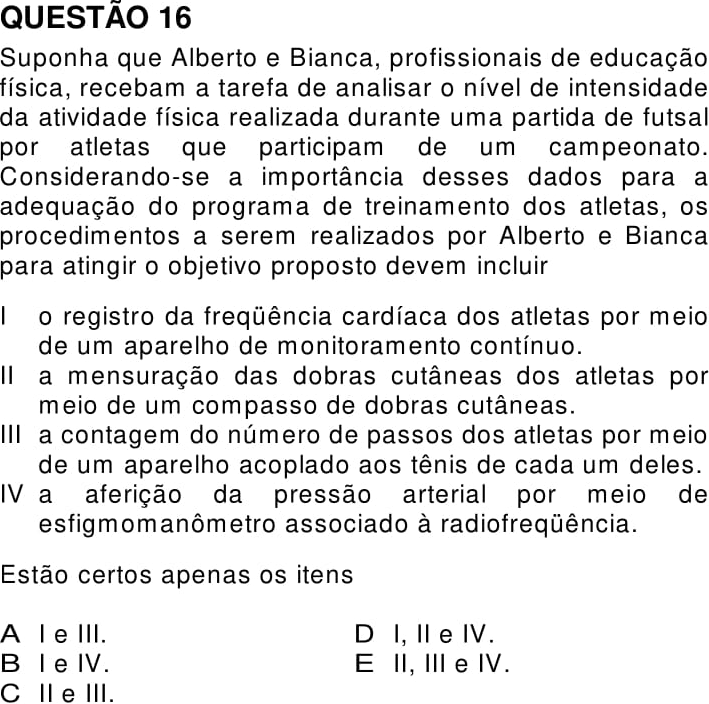 QUESTÃO 16
Suponha que Alberto e Bianca, profissionais de educação
física, recebam a tarefa de analisar o nível de intensidade
da atividade física realizada durante uma partida de futsal
por atletas que participam de um campeonato.
Considerando-se a importância desses dados para a
adequação do programa de treinamento dos atletas, os
procedimentos a serem realizados por Alberto e Bianca
para atingir o objetivo proposto devem incluir
I o registro da freqüência cardíaca dos atletas por meio
de um aparelho de monitoramento contínuo.
II a mensuração das dobras cutâneas dos atletas por
meio de um compasso de dobras cutâneas.
III a contagem do número de passos dos atletas por meio
de um aparelho acoplado aos tênis de cada um deles.
IV a aferição da pressão arterial por meio de
esfigmomanômetro associado à radiofreqüência.
Estão certos apenas os itens
A I e III.
B I e IV.
C II e III.
D I, II e IV.
E II, III e IV.